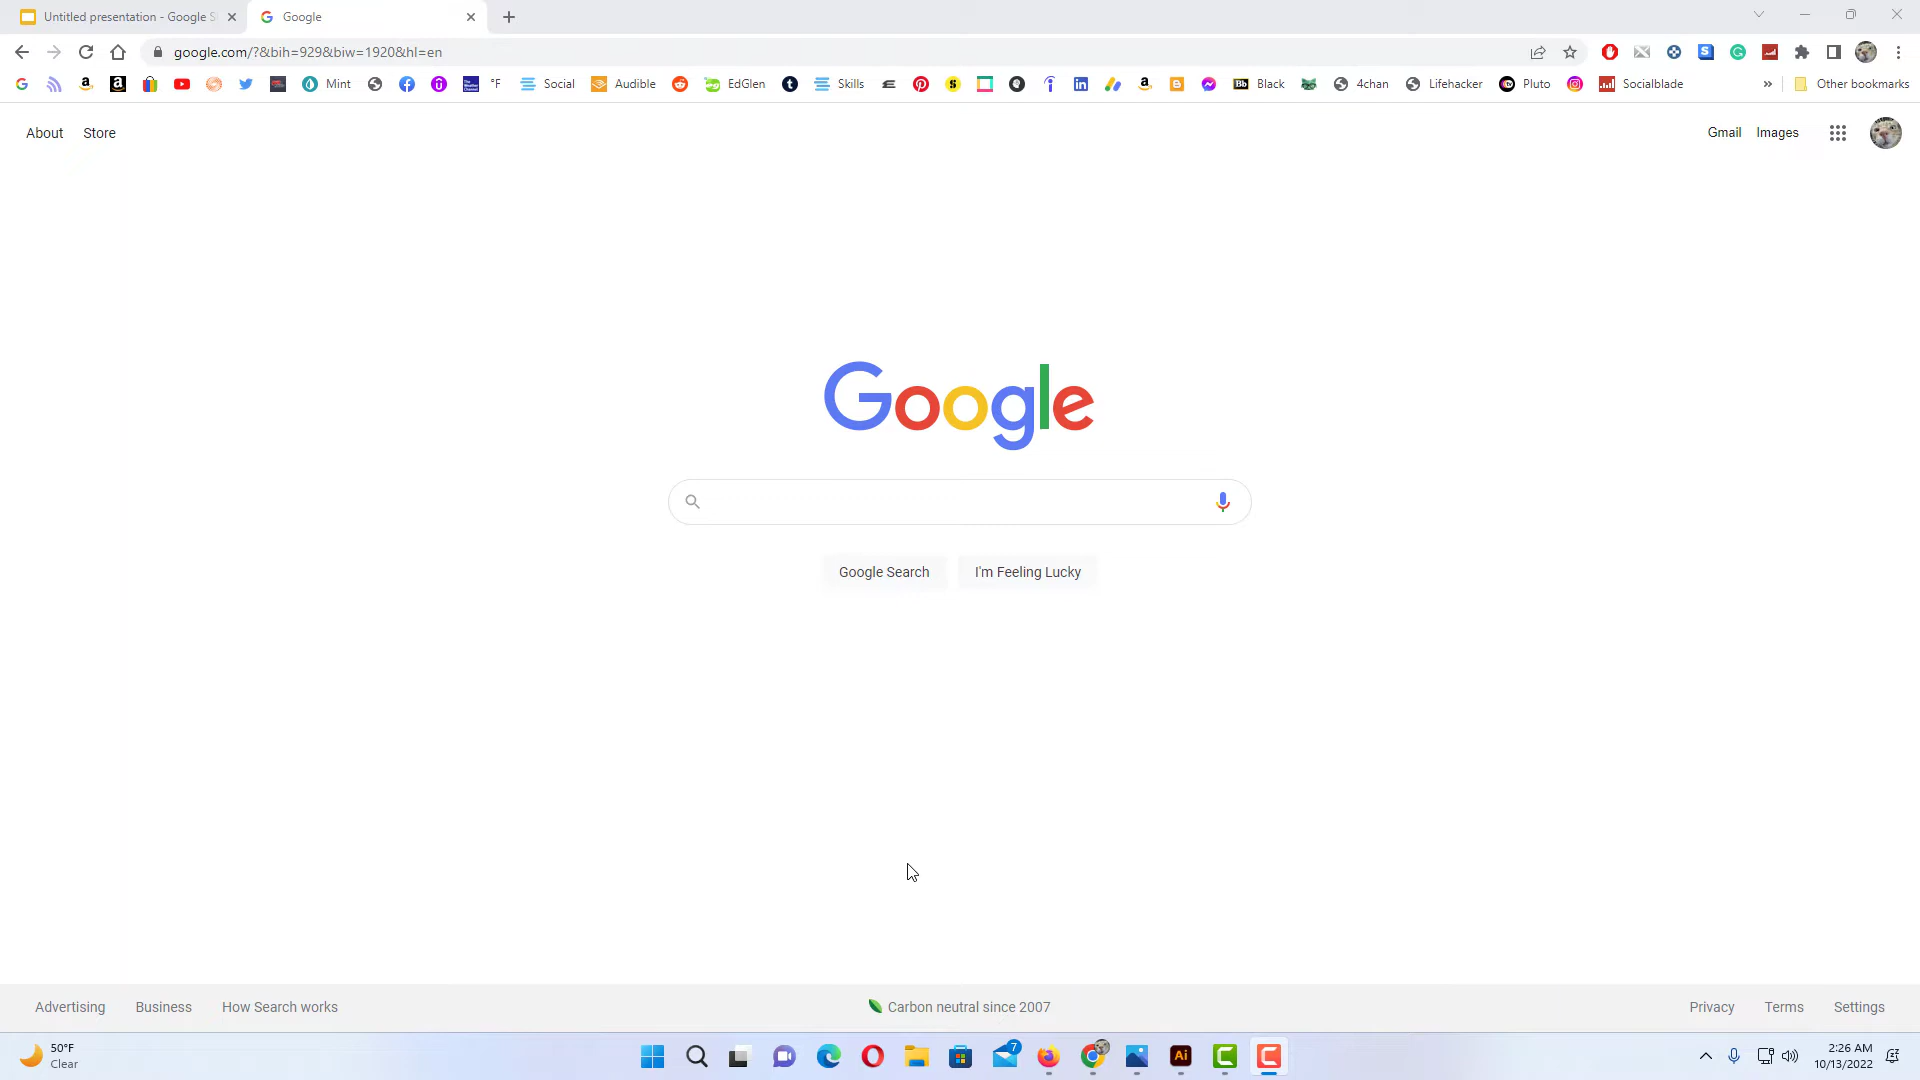 Untitled presentation - Google S
Google
google.com/?&bih=929&biw=1920&hl=en
Mint
°F
Social
Audible
EdGlen
Skills
Black
4chan
Lifehacker
Pluto
Socialblade
»
Other bookmarks
About
Store
Gmail
Images
Google
Google Search
I'm Feeling Lucky
Advertising
Business
How Search works
Carbon neutral since 2007
Privacy
Terms
Settings
50°F
Clear
7
Ai
2:26 AM
10/13/2022